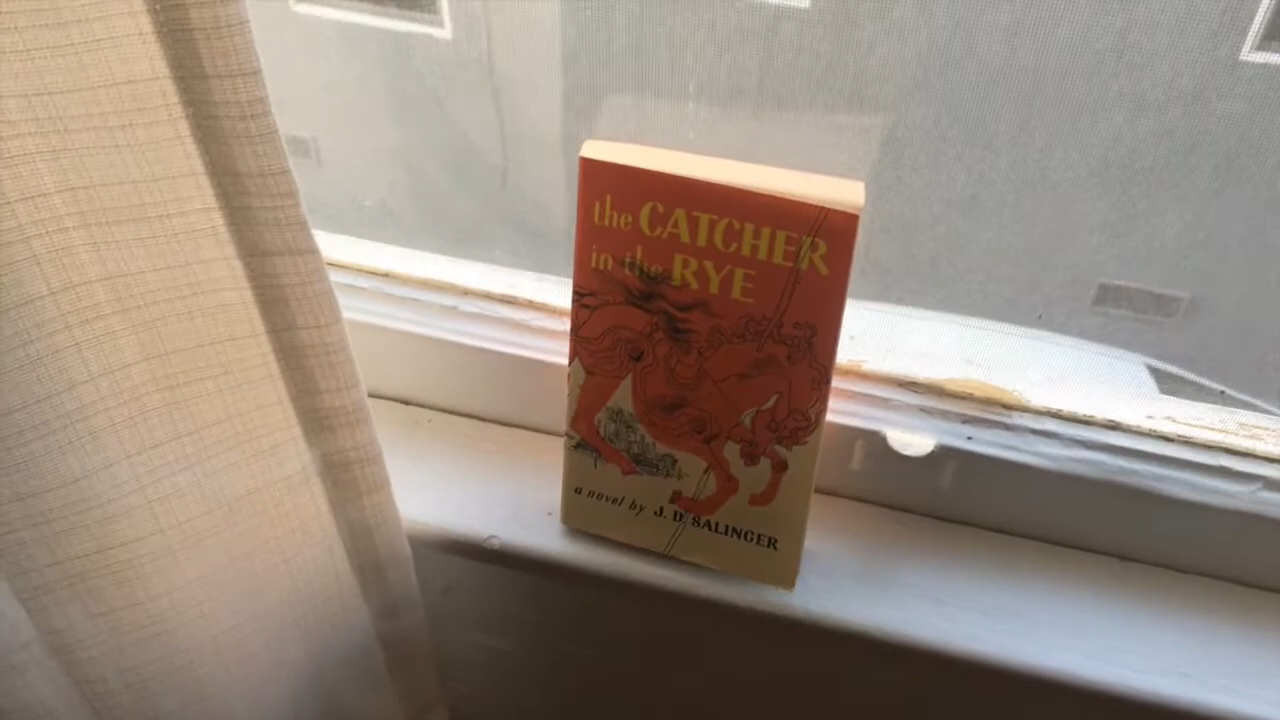 the CATCHER
in the RYE
a novel by J. D. SALINGER